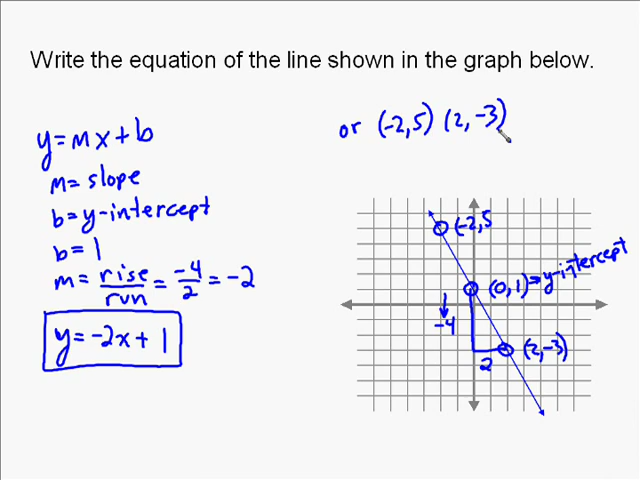 Write the equation of the line shown in the graph below.
y=mx+b
m=slope
b=y-intercept
b=1
m= rise/run = -4/2 = -2
y=-2x+1
or (-2,5) (2,-3)
(-2,5
(0,1)⇒y-intercept
-4
2
(2,-3)